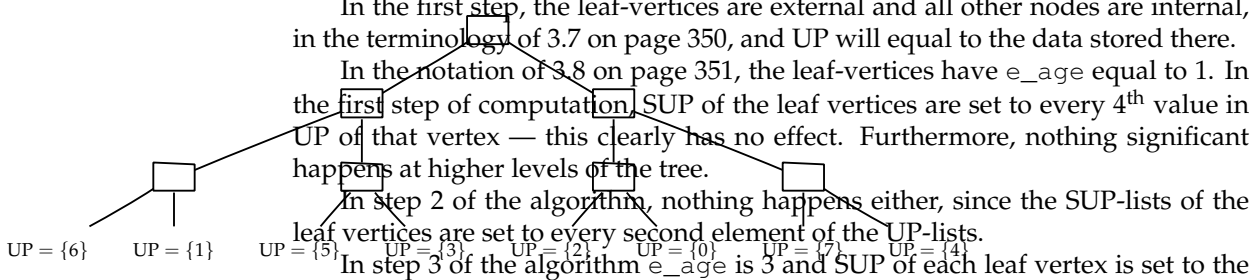 In the first step, the leaf-vertices are external and all other nodes are internal,
in the terminology of 3.7 on page 350, and UP will equal to the data stored there.
In the notation of 3.8 on page 351, the leaf-vertices have e_age equal to 1. In
the first step of computation, SUP of the leaf vertices are set to every 4th value in
UP of that vertex — this clearly has no effect. Furthermore, nothing significant
happens at higher levels of the tree.
In step 2 of the algorithm, nothing happens either, since the SUP-lists of the
leaf vertices are set to every second element of the UP-lists.
UP = {6} UP = {1} UP = {5} UP = {3} UP = {2} UP = {0} UP = {7} UP = {4}
In step 3 of the algorithm e_age is 3 and SUP of each leaf vertex is set to the